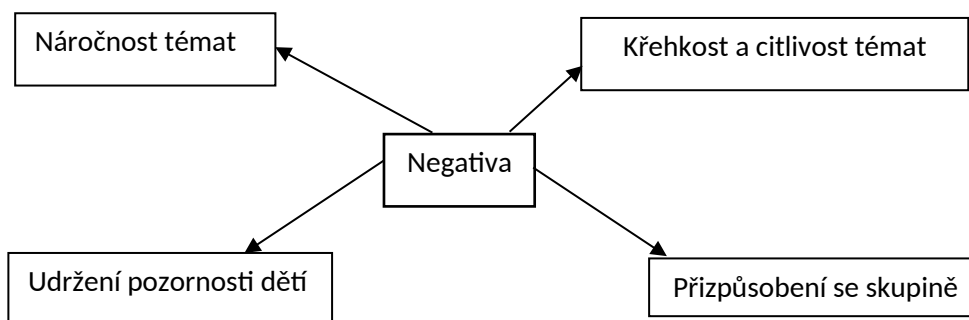 Náročnost témat
Křehkost a citlivost témat
Negativa
Udržení pozornosti dětí
Přizpůsobení se skupině